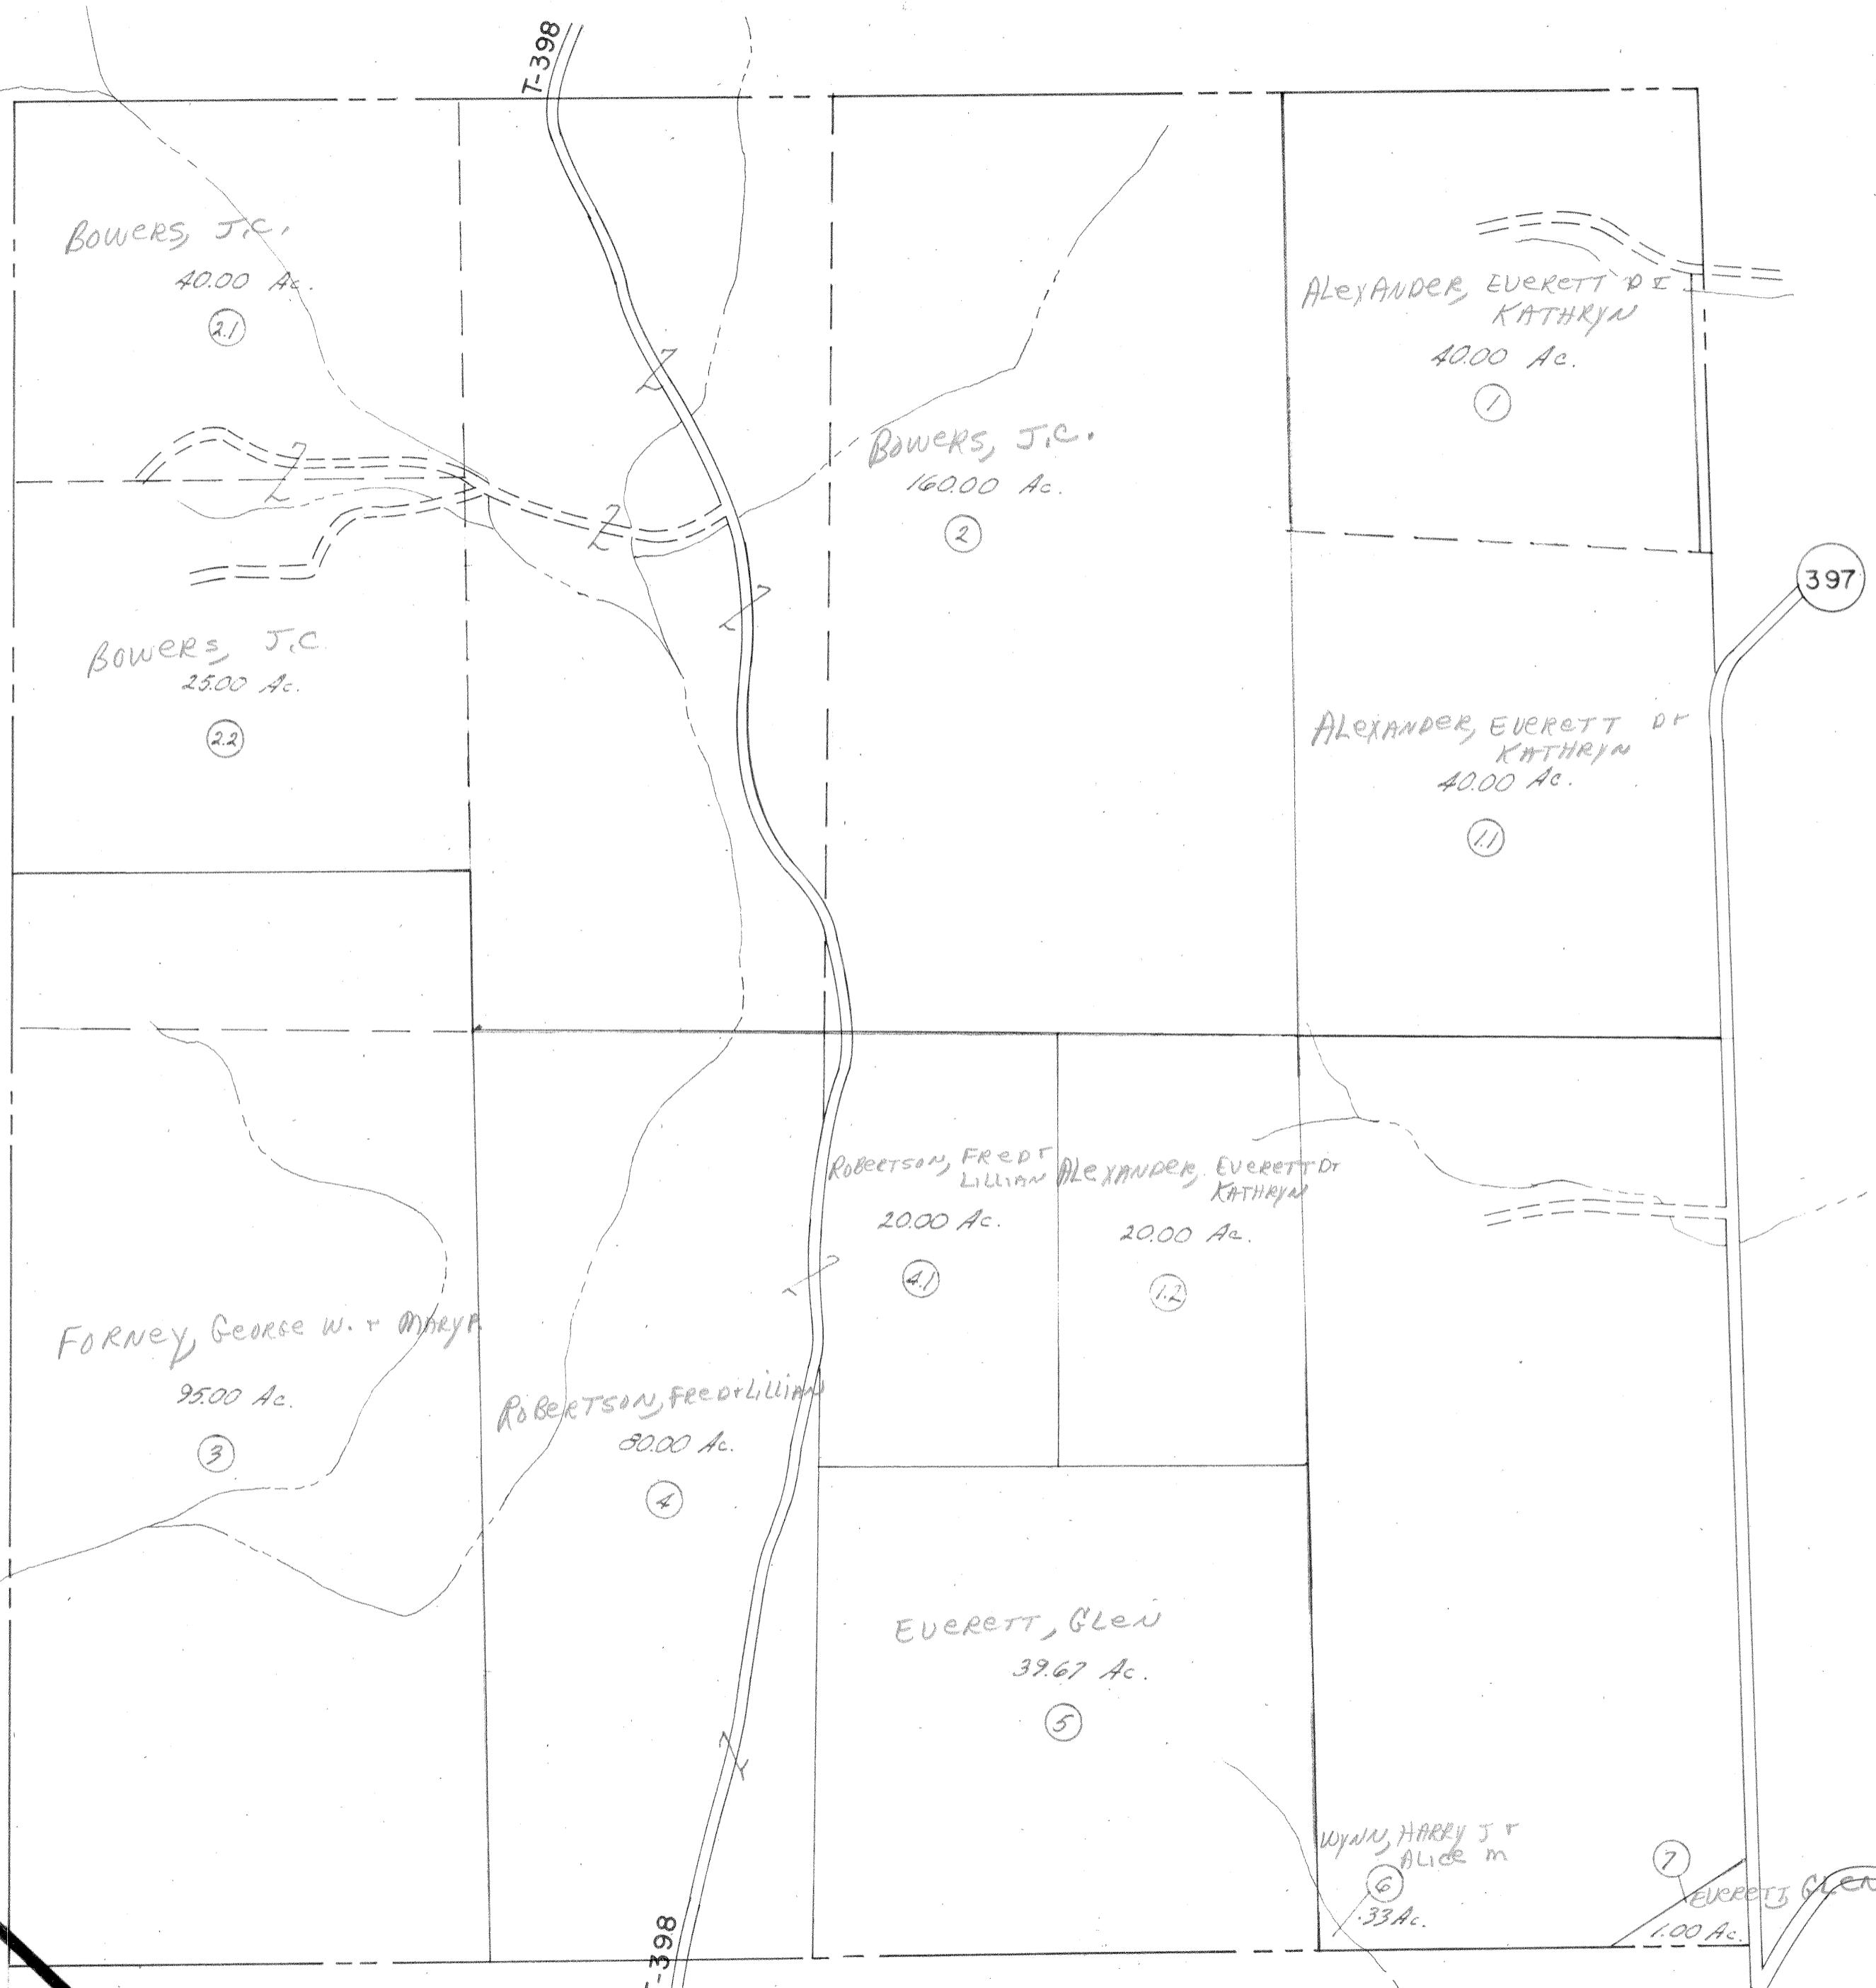 T-398
BOWERS, J.C.
40.00 Ac.
2.1
ALEXANDER, EVERETT D &
KATHRYN
40.00 Ac.
1
BOWERS, J.C.
160.00 Ac.
2
397
BOWERS, J.C.
25.00 Ac.
2.2
ALEXANDER, EVERETT D +
KATHRYN
40.00 Ac.
1.1
ROBERTSON, FRED +
LILLIAN
20.00 Ac.
4.1
ALEXANDER, EVERETT D +
KATHRYN
20.00 Ac.
1.2
FORNEY, GEORGE W. + MARY P.
95.00 Ac.
3
ROBERTSON, FRED + LILLIAN
80.00 Ac.
4
EVERETT, GLEN
39.67 Ac.
5
WYNN, HARRY J +
ALICE M
6
.33 Ac.
7
EVERETT, GLEN
1.00 Ac.
T-398